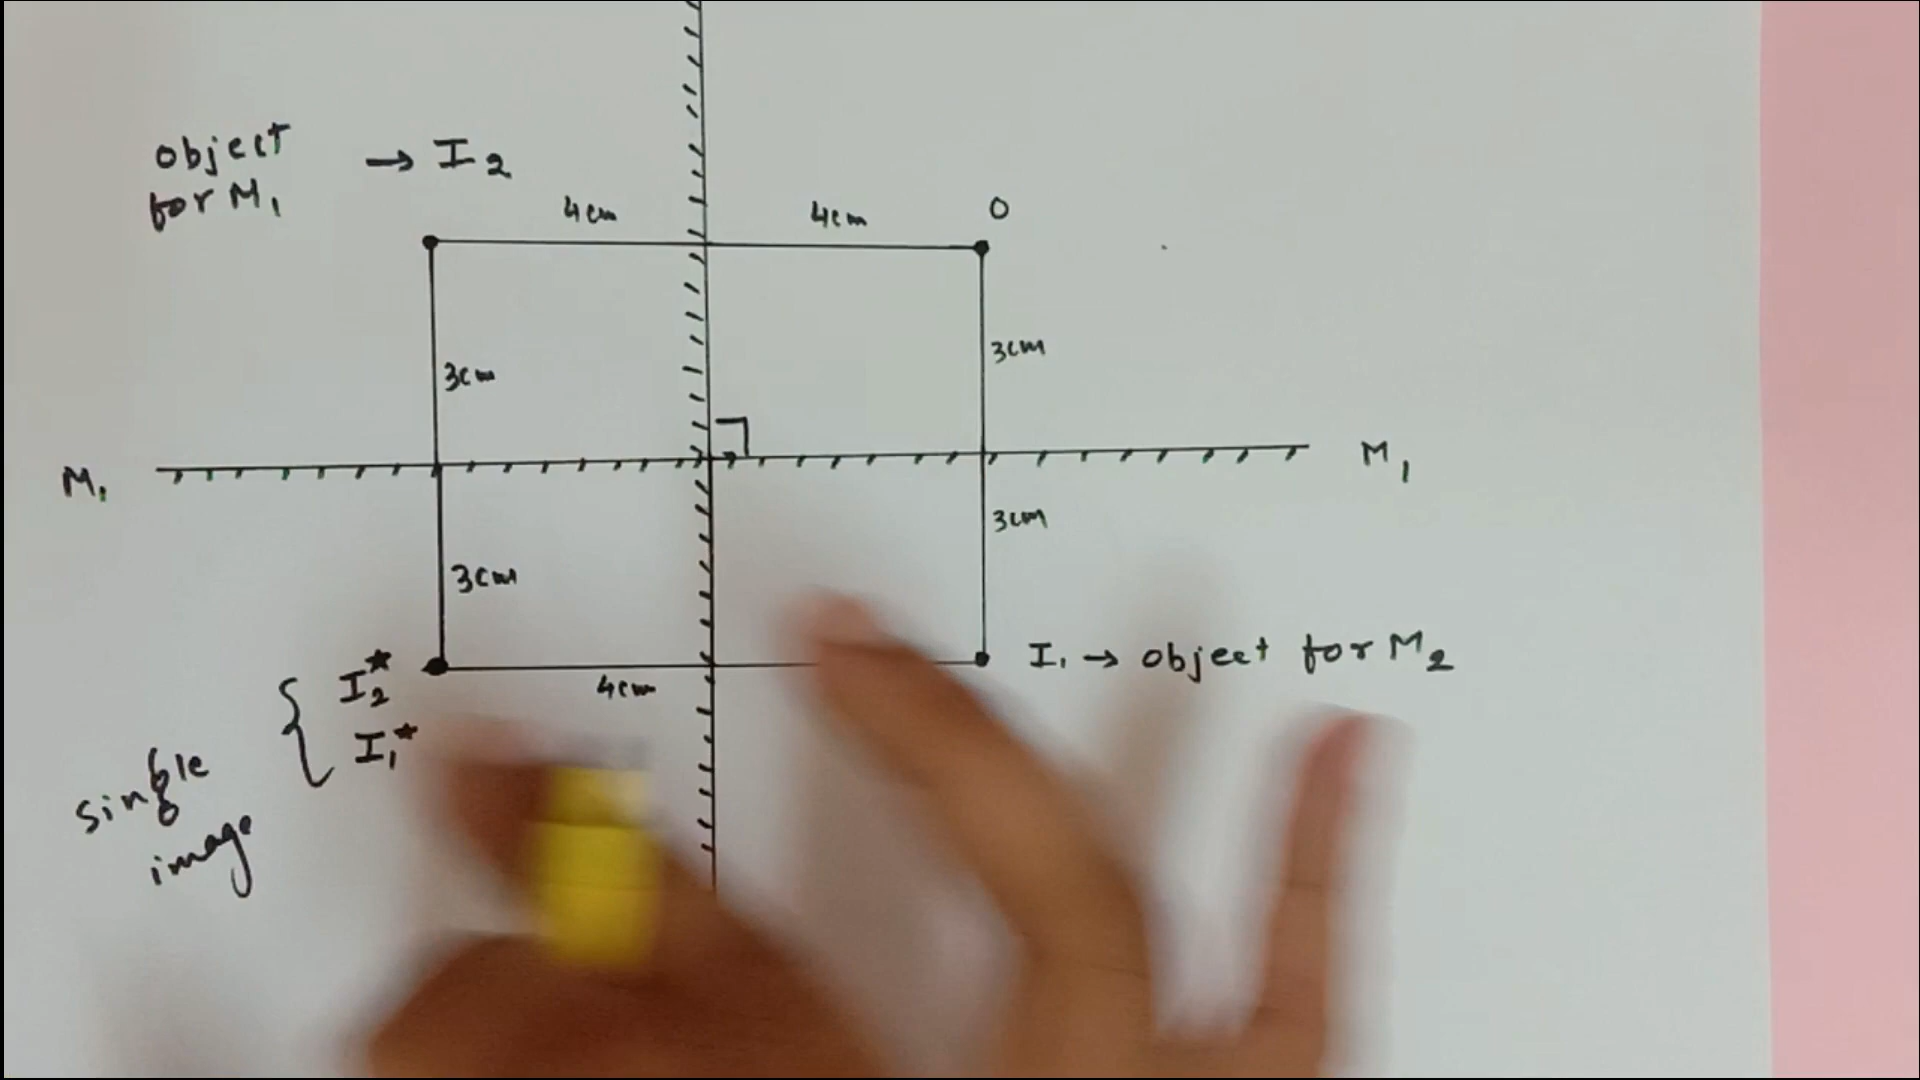 object
for M₁ → I₂
4cm
4cm
O
3cm
3cm
M₁
M₁
3cm
3cm
I₁ → object for M₂
I₂*
4cm
I₁*
single
image